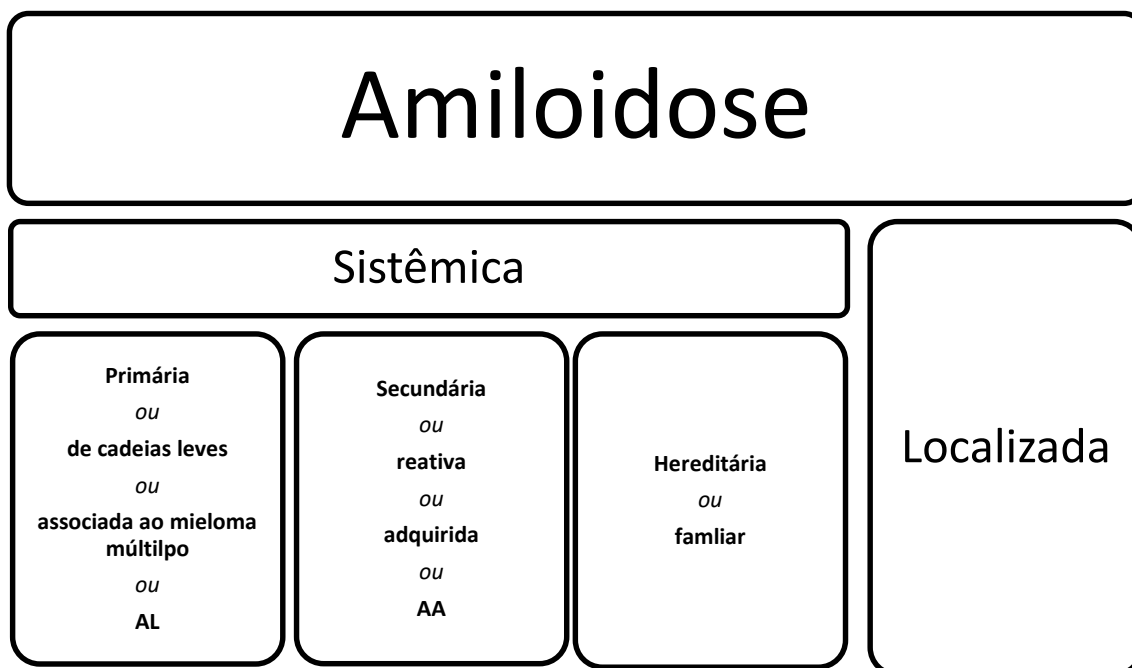 Amiloidose
Sistêmica
Primária
ou
de cadeias leves
ou
associada ao mieloma
múltilpo
ou
AL
Secundária
ou
reativa
ou
adquirida
ou
AA
Hereditária
ou
famliar
Localizada